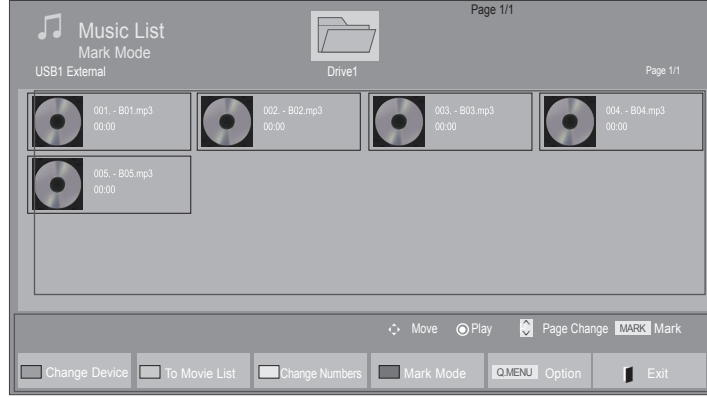 Page 1/1
Music List
Mark Mode
USB1 External
Drive1
Page 1/1
001. - B01.mp3
00:00
002. - B02.mp3
00:00
003. - B03.mp3
00:00
004. - B04.mp3
00:00
005. - B05.mp3
00:00
Move Play Page Change MARK Mark
Change Device To Movie List Change Numbers Mark Mode Q.MENU Option Exit